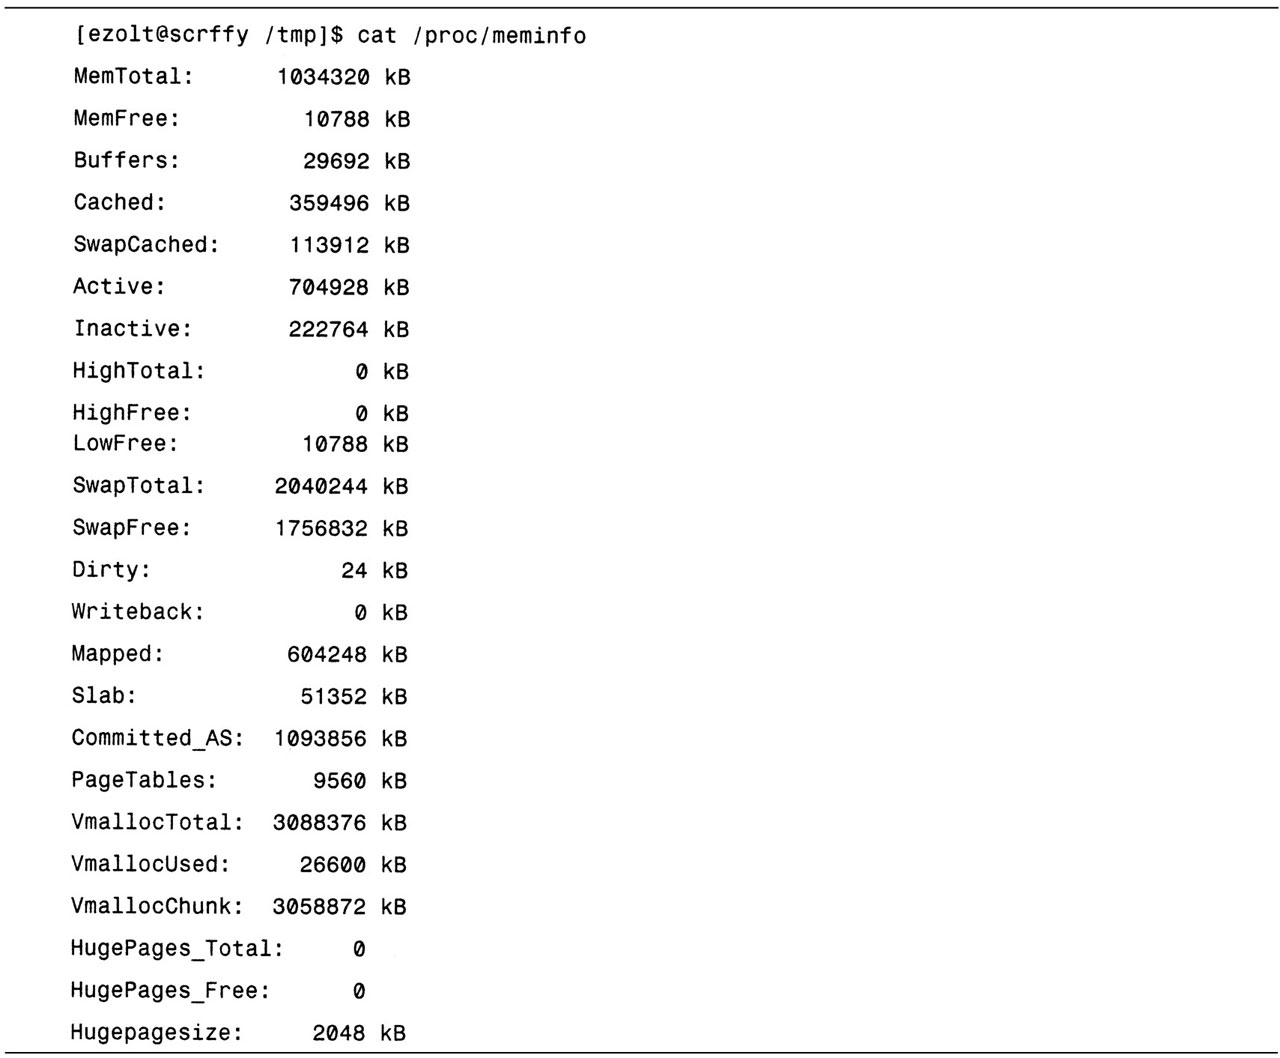 [ezolt@scrffy /tmp]$ cat /proc/meminfo
MemTotal: 1034320 kB
MemFree: 10788 kB
Buffers: 29692 kB
Cached: 359496 kB
SwapCached: 113912 kB
Active: 704928 kB
Inactive: 222764 kB
HighTotal: 0 kB
HighFree: 0 kB
LowFree: 10788 kB
SwapTotal: 2040244 kB
SwapFree: 1756832 kB
Dirty: 24 kB
Writeback: 0 kB
Mapped: 604248 kB
Slab: 51352 kB
Committed_AS: 1093856 kB
PageTables: 9560 kB
VmallocTotal: 3088376 kB
VmallocUsed: 26600 kB
VmallocChunk: 3058872 kB
HugePages_Total: 0
HugePages_Free: 0
Hugepagesize: 2048 kB